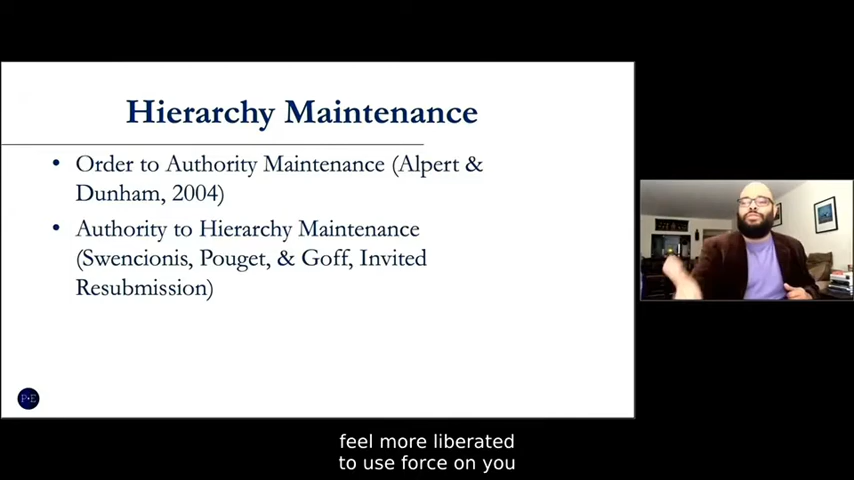 Hierarchy Maintenance
• Order to Authority Maintenance (Alpert &
Dunham, 2004)
• Authority to Hierarchy Maintenance
(Swencionis, Pouget, & Goff, Invited
Resubmission)
P•E
feel more liberated
to use force on you